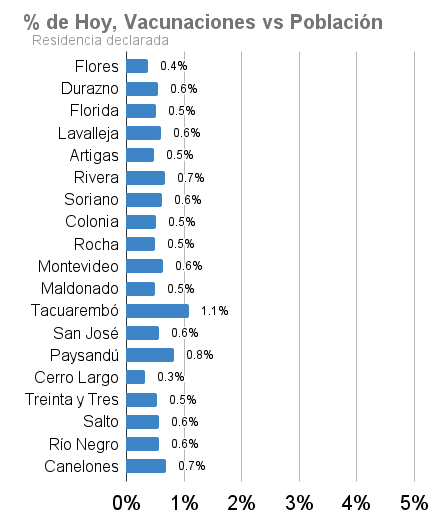 % de Hoy, Vacunaciones vs Población
Residencia declarada
Flores 0.4%
Durazno 0.6%
Florida 0.5%
Lavalleja 0.6%
Artigas 0.5%
Rivera 0.7%
Soriano 0.6%
Colonia 0.5%
Rocha 0.5%
Montevideo 0.6%
Maldonado 0.5%
Tacuarembó 1.1%
San José 0.6%
Paysandú 0.8%
Cerro Largo 0.3%
Treinta y Tres 0.5%
Salto 0.6%
Río Negro 0.6%
Canelones 0.7%
0% 1% 2% 3% 4% 5%